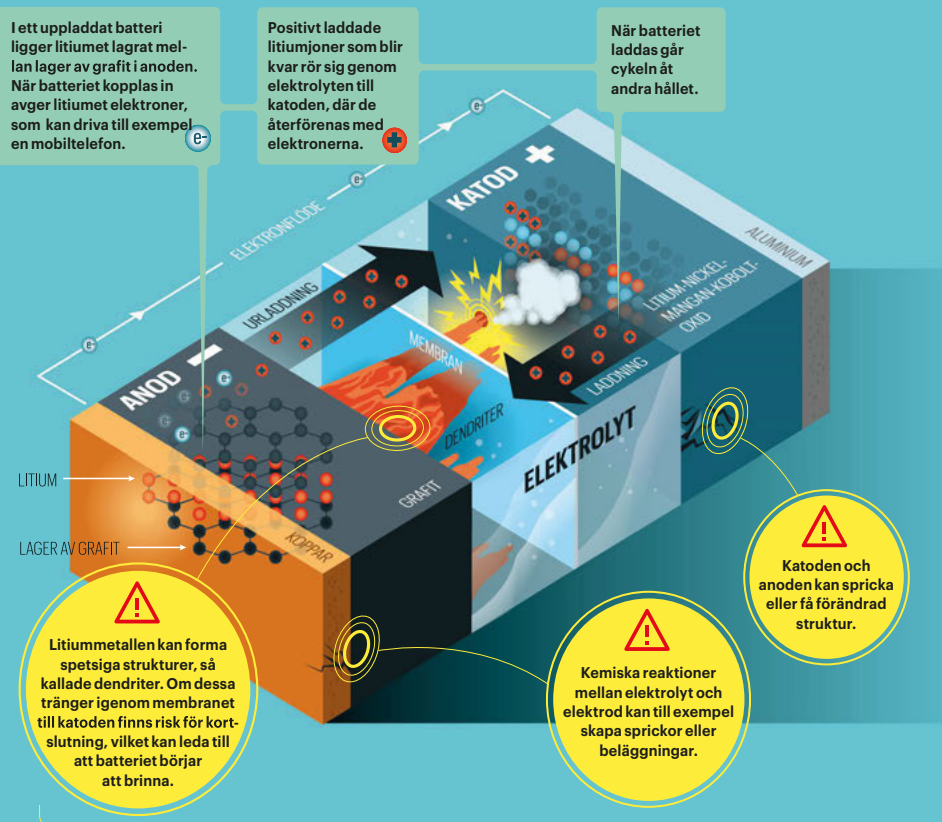 I ett uppladdat batteri
ligger litiumet lagrat mel-
lan lager av grafit i anoden.
När batteriet kopplas in
avger litiumet elektroner,
som kan driva till exempel
en mobiltelefon.
e-
Positivt laddade
litiumjoner som blir
kvar rör sig genom
elektrolyten till
katoden, där de
återförenas med
elektronerna.
När batteriet
laddas går
cykeln åt
andra hållet.
e-
e-
e-
ELEKTRONFLÖDE
KATOD
ALUMINIUM
LITIUM-NICKEL-
MANGAN-KOBOLT-
OXID
URLADDNING
MEMBRAN
LADDNING
ANOD
e-
e-
DENDRITER
ELEKTROLYT
GRAFIT
KOPPAR
LITIUM
LAGER AV GRAFIT
Litiummetallen kan forma
spetsiga strukturer, så
kallade dendriter. Om dessa
tränger igenom membranet
till katoden finns risk för kort-
slutning, vilket kan leda till
att batteriet börjar
att brinna.
Kemiska reaktioner
mellan elektrolyt och
elektrod kan till exempel
skapa sprickor eller
beläggningar.
Katoden och
anoden kan spricka
eller få förändrad
struktur.